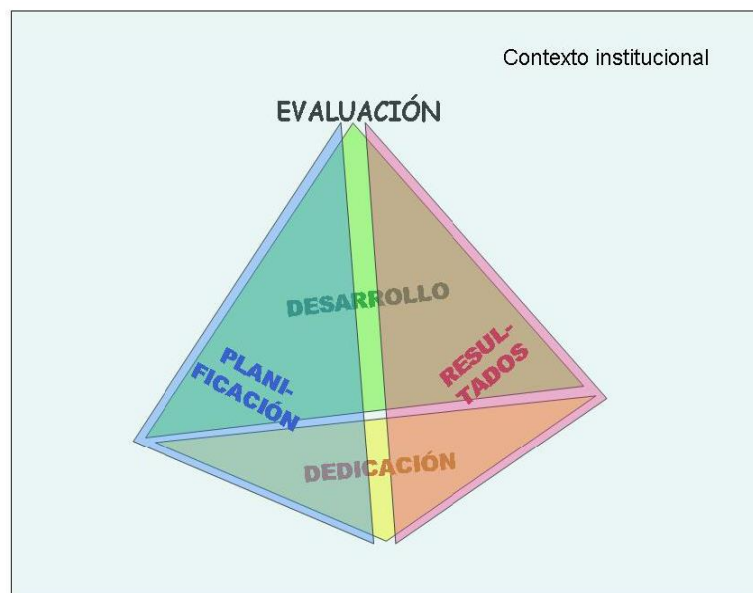 Contexto institucional
EVALUACIÓN
DESARROLLO
PLANI-
FICACIÓN
RESUL-
TADOS
DEDICACIÓN